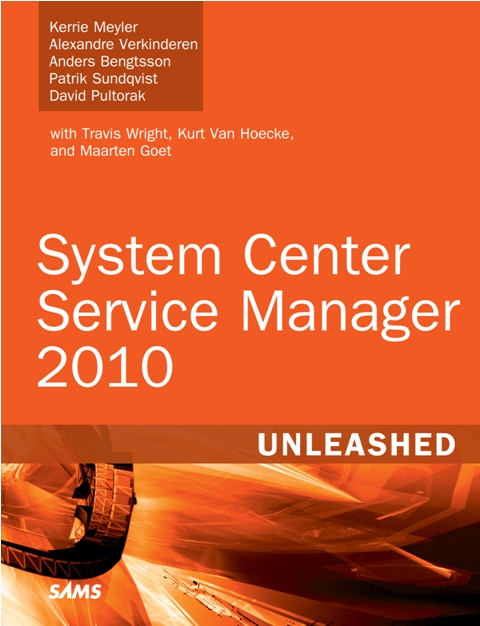 Kerrie Meyler
Alexandre Verkinderen
Anders Bengtsson
Patrik Sundqvist
David Pultorak
with Travis Wright, Kurt Van Hoecke,
and Maarten Goet
System Center
Service Manager
2010
UNLEASHED
SAMS